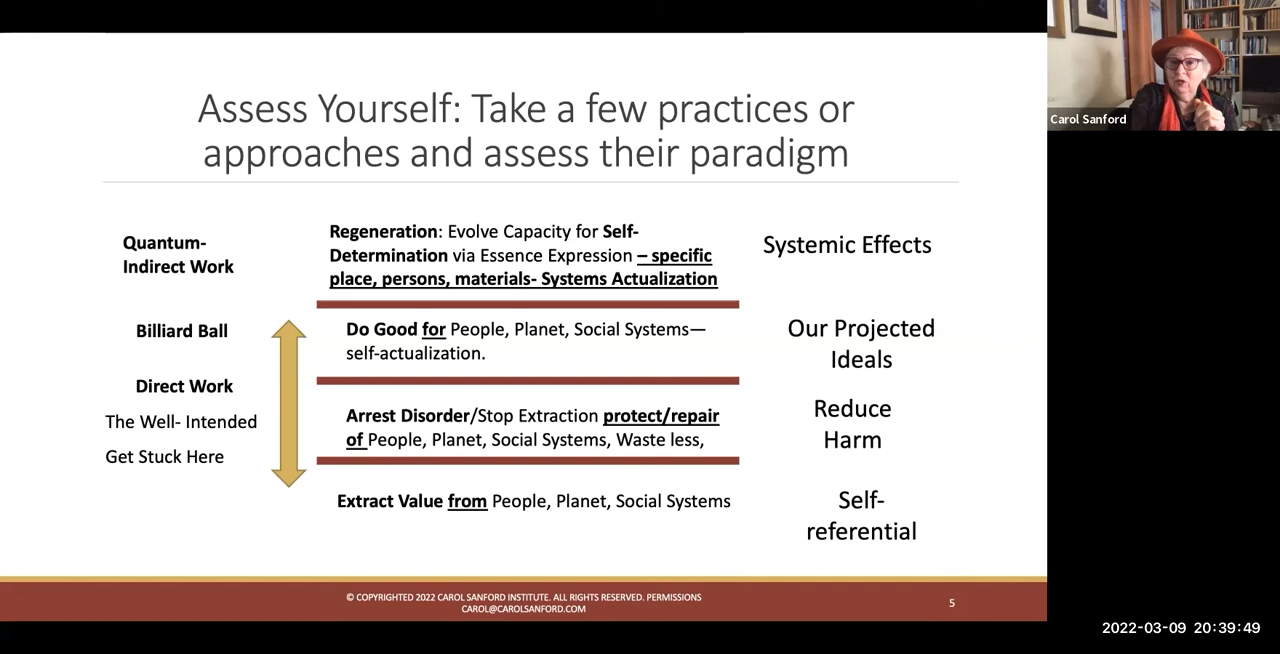 Assess Yourself: Take a few practices or
approaches and assess their paradigm
Quantum-
Indirect Work
Regeneration: Evolve Capacity for Self-
Determination via Essence Expression – specific
place, persons, materials- Systems Actualization
Systemic Effects
Billiard Ball
Do Good for People, Planet, Social Systems—
self-actualization.
Our Projected
Ideals
Direct Work
The Well- Intended
Get Stuck Here
Arrest Disorder/Stop Extraction protect/repair
of People, Planet, Social Systems, Waste less,
Reduce
Harm
Extract Value from People, Planet, Social Systems
Self-
referential
© COPYRIGHTED 2022 CAROL SANFORD INSTITUTE. ALL RIGHTS RESERVED. PERMISSIONS
CAROL@CAROLSANFORD.COM
5
Carol Sanford
2022-03-09 20:39:49